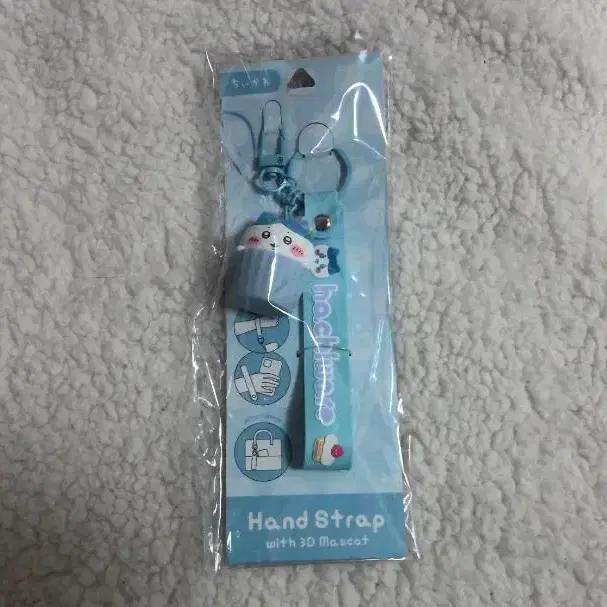 ちいかわ
hachiware
Hand Strap
with 3D Mascot